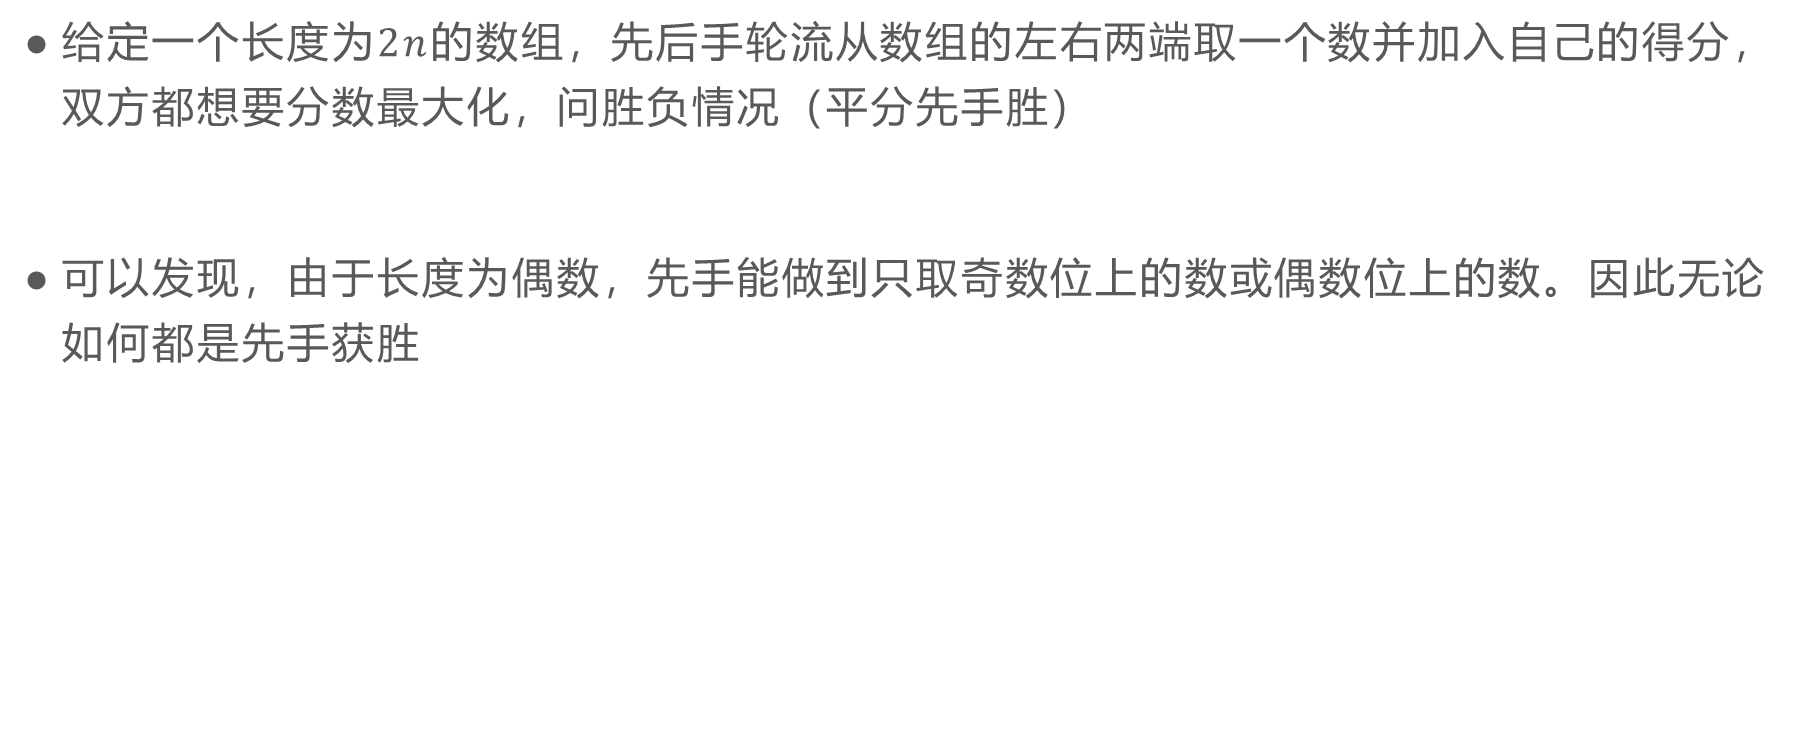 ● 给定一个长度为2n的数组，先后手轮流从数组的左右两端取一个数并加入自己的得分，
双方都想要分数最大化，问胜负情况（平分先手胜）
● 可以发现，由于长度为偶数，先手能做到只取奇数位上的数或偶数位上的数。因此无论
如何都是先手获胜